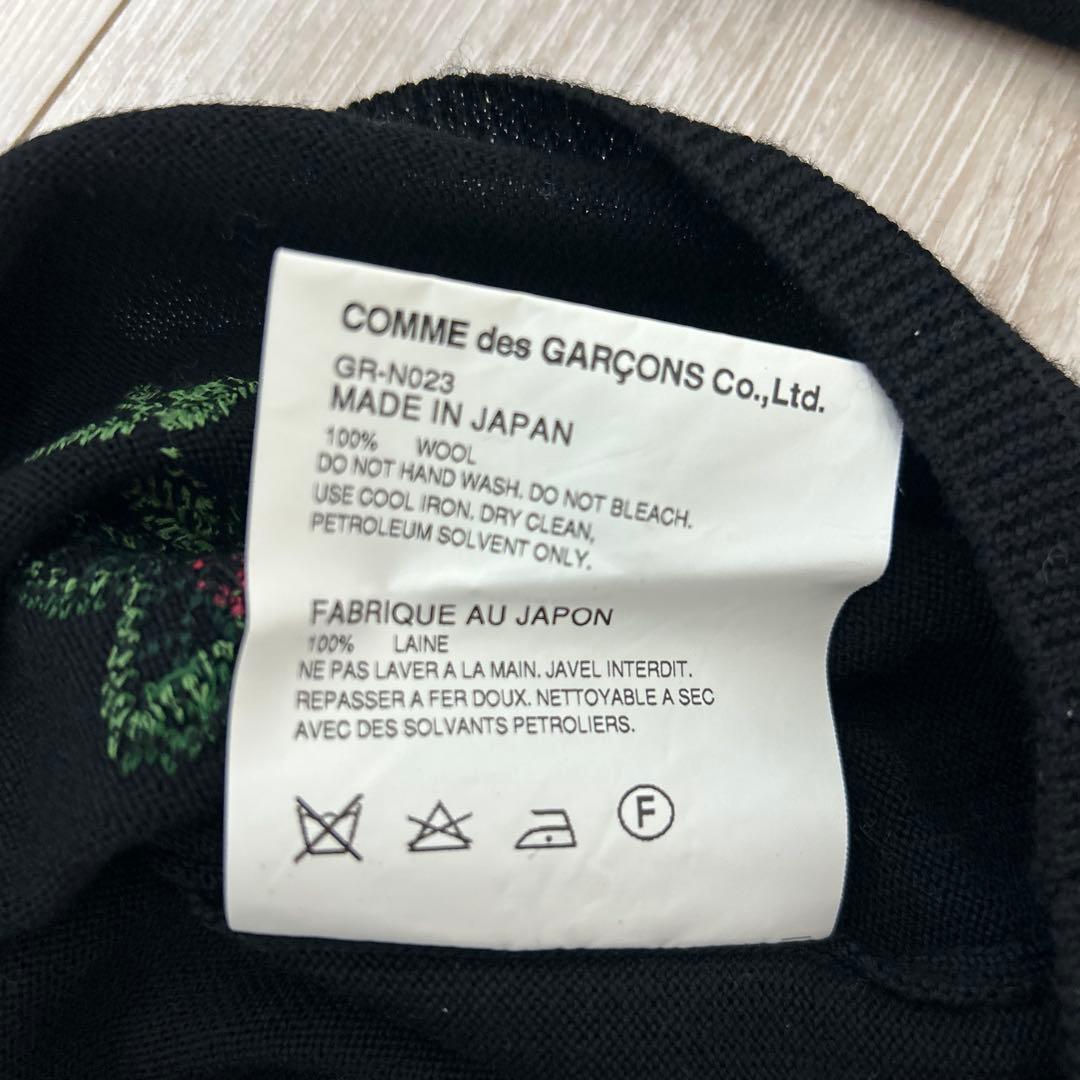 COMME des GARÇONS Co.,Ltd.
GR-N023
MADE IN JAPAN
100% WOOL
DO NOT HAND WASH. DO NOT BLEACH.
USE COOL IRON. DRY CLEAN,
PETROLEUM SOLVENT ONLY.
FABRIQUE AU JAPON
100% LAINE
NE PAS LAVER A LA MAIN. JAVEL INTERDIT.
REPASSER A FER DOUX. NETTOYABLE A SEC
AVEC DES SOLVANTS PETROLIERS.
F